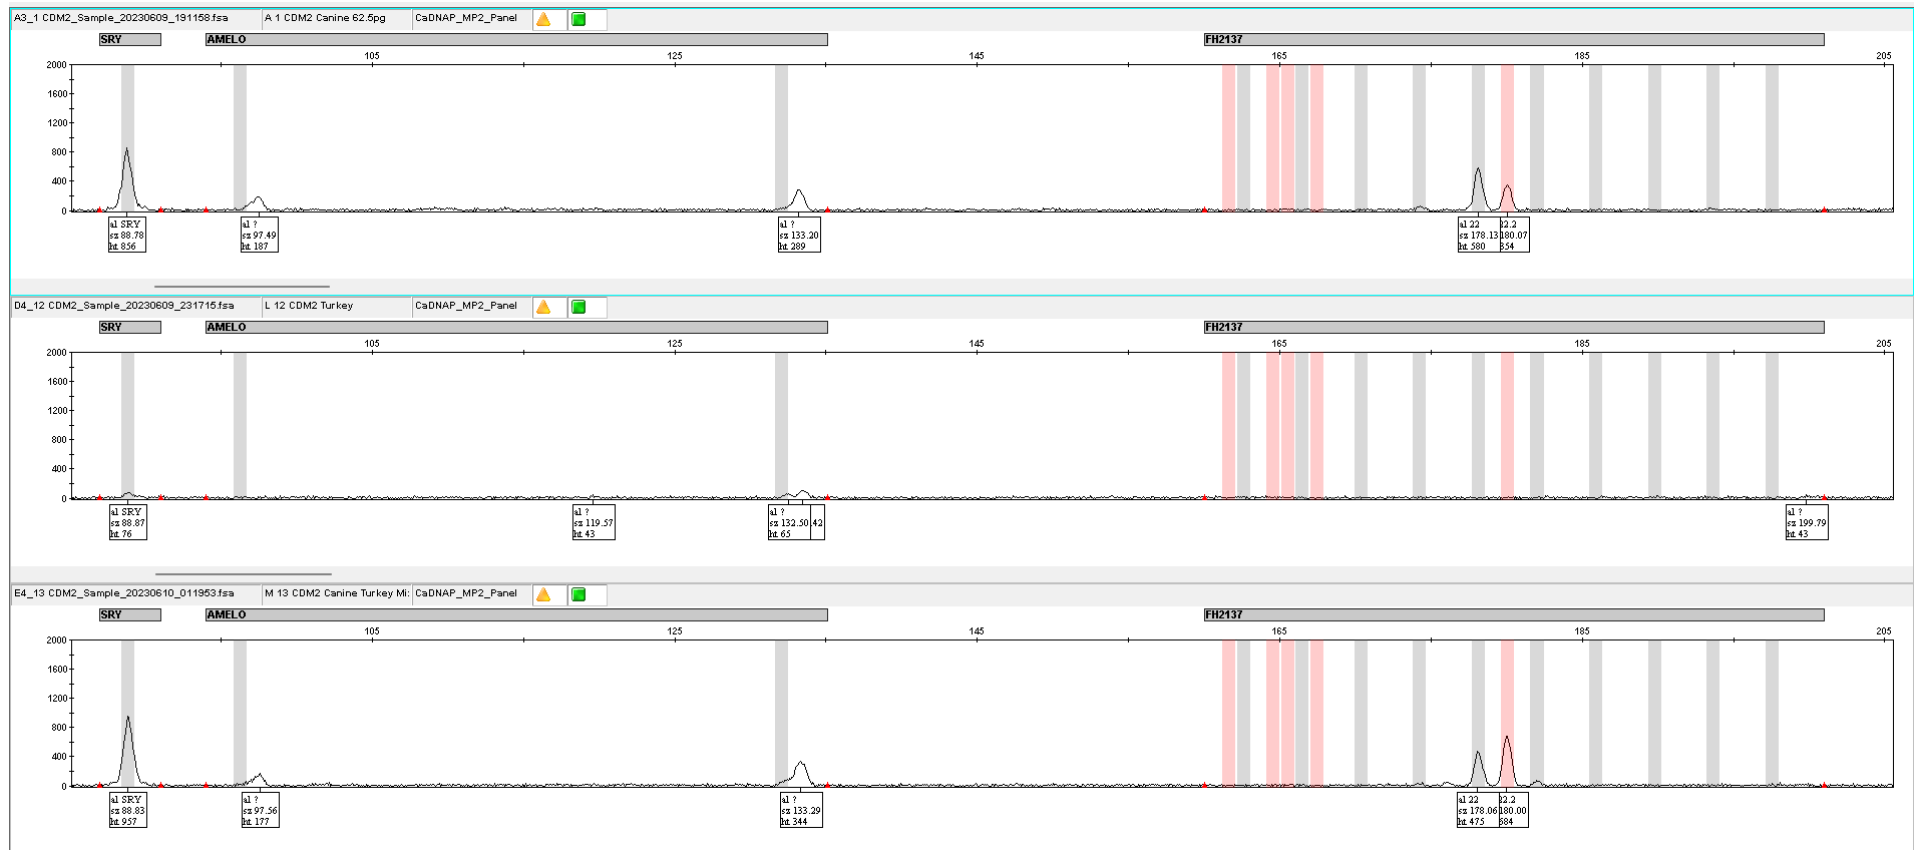 A3_1 CDM2_Sample_20230609_191158.fsa A 1 CDM2 Canine 62.5pg CaDNAP_MP2_Panel
SRY AMELO FH2137
105 125 145 165 185 205
2000
1600
1200
800
400
0
al SRY al ? al ? al 22 12.2
sz 88.78 sz 97.49 sz 133.20 sz 178.13 180.07
ht 856 ht 187 ht 289 ht 580 354
D4_12 CDM2_Sample_20230609_231715.fsa L 12 CDM2 Turkey CaDNAP_MP2_Panel
SRY AMELO FH2137
105 125 145 165 185 205
2000
1600
1200
800
400
0
al SRY al ? al ? al ?
sz 88.87 sz 119.57 sz 132.50 .42 sz 199.79
ht 76 ht 43 ht 65 ht 43
E4_13 CDM2_Sample_20230610_011953.fsa M 13 CDM2 Canine Turkey Mi: CaDNAP_MP2_Panel
SRY AMELO FH2137
105 125 145 165 185 205
2000
1600
1200
800
400
0
al SRY al ? al ? al 22 12.2
sz 88.83 sz 97.56 sz 133.29 sz 178.06 180.00
ht 957 ht 177 ht 344 ht 475 684